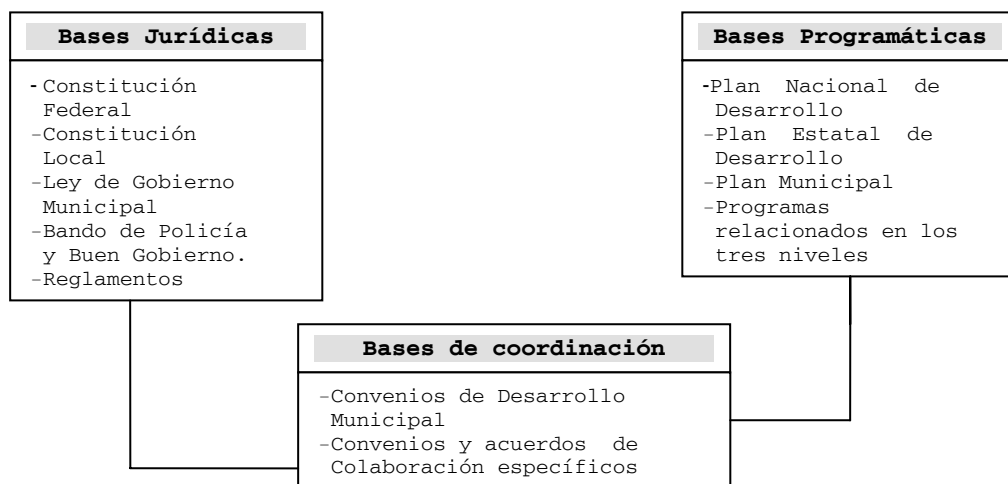 Bases Jurídicas
-Constitución
Federal
-Constitución
Local
-Ley de Gobierno
Municipal
-Bando de Policía
y Buen Gobierno.
-Reglamentos
Bases Programáticas
-Plan Nacional de
Desarrollo
-Plan Estatal de
Desarrollo
-Plan Municipal
-Programas
relacionados en los
tres niveles
Bases de coordinación
-Convenios de Desarrollo
Municipal
-Convenios y acuerdos de
Colaboración específicos